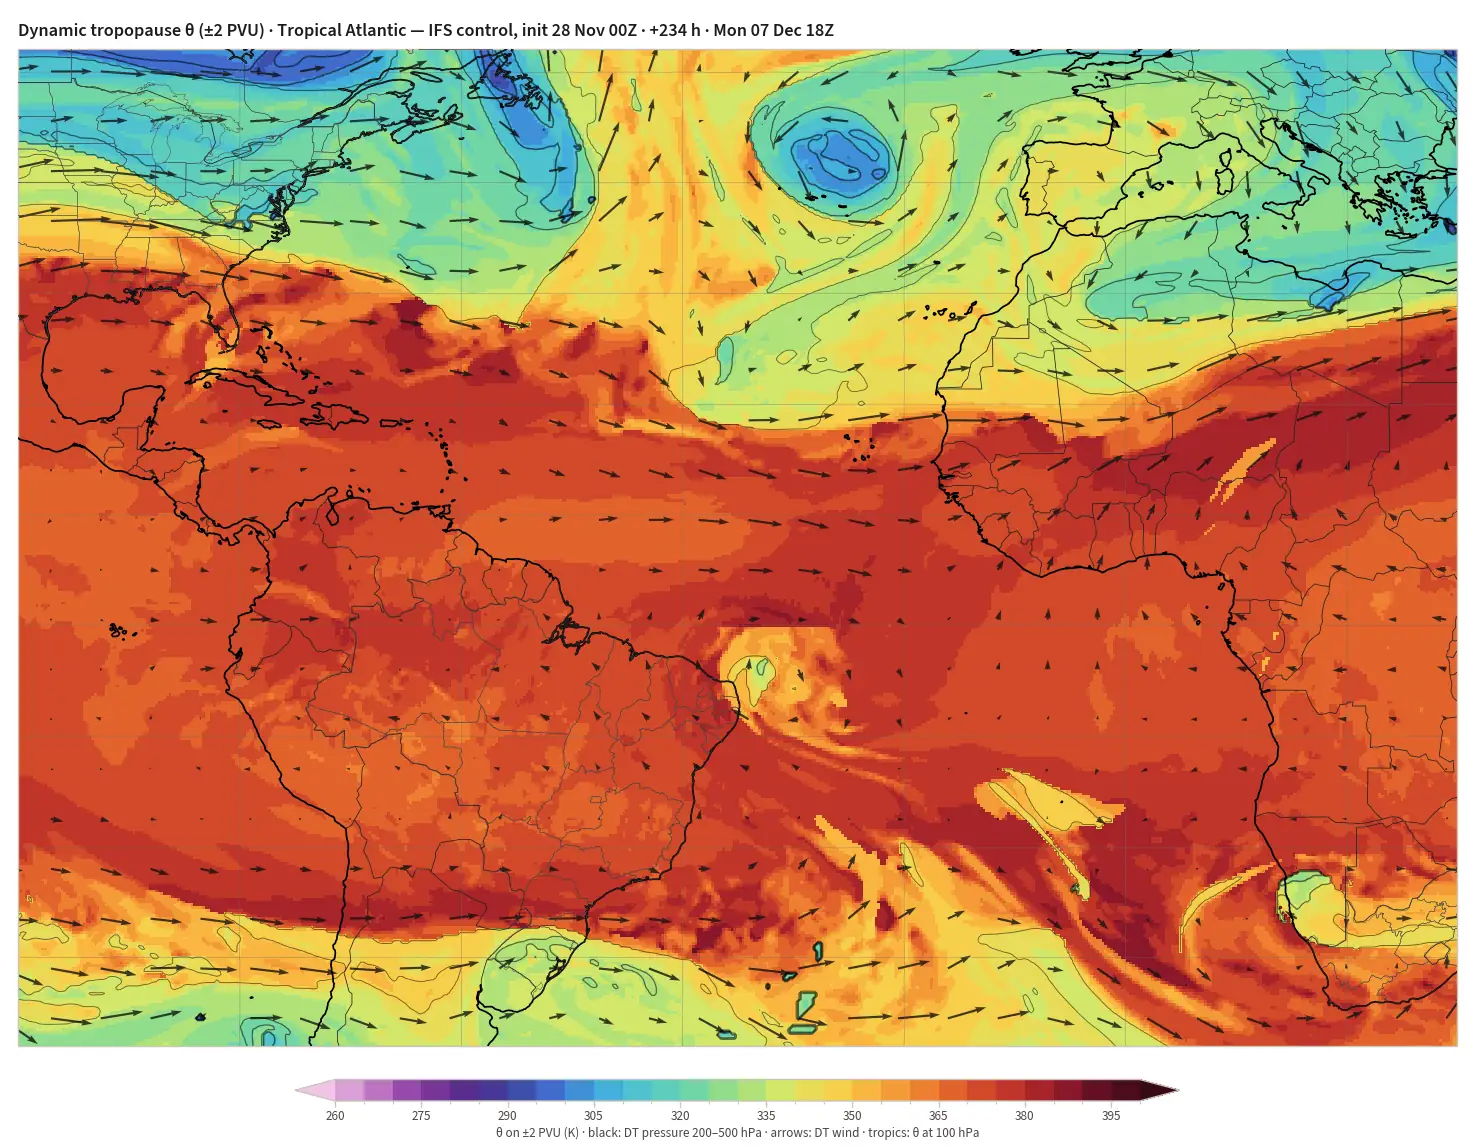 Dynamic tropopause θ (±2 PVU) · Tropical Atlantic — IFS control, init 28 Nov 00Z · +234 h · Mon 07 Dec 18Z
260 275 290 305 320 335 350 365 380 395
θ on ±2 PVU (K) · black: DT pressure 200–500 hPa · arrows: DT wind · tropics: θ at 100 hPa